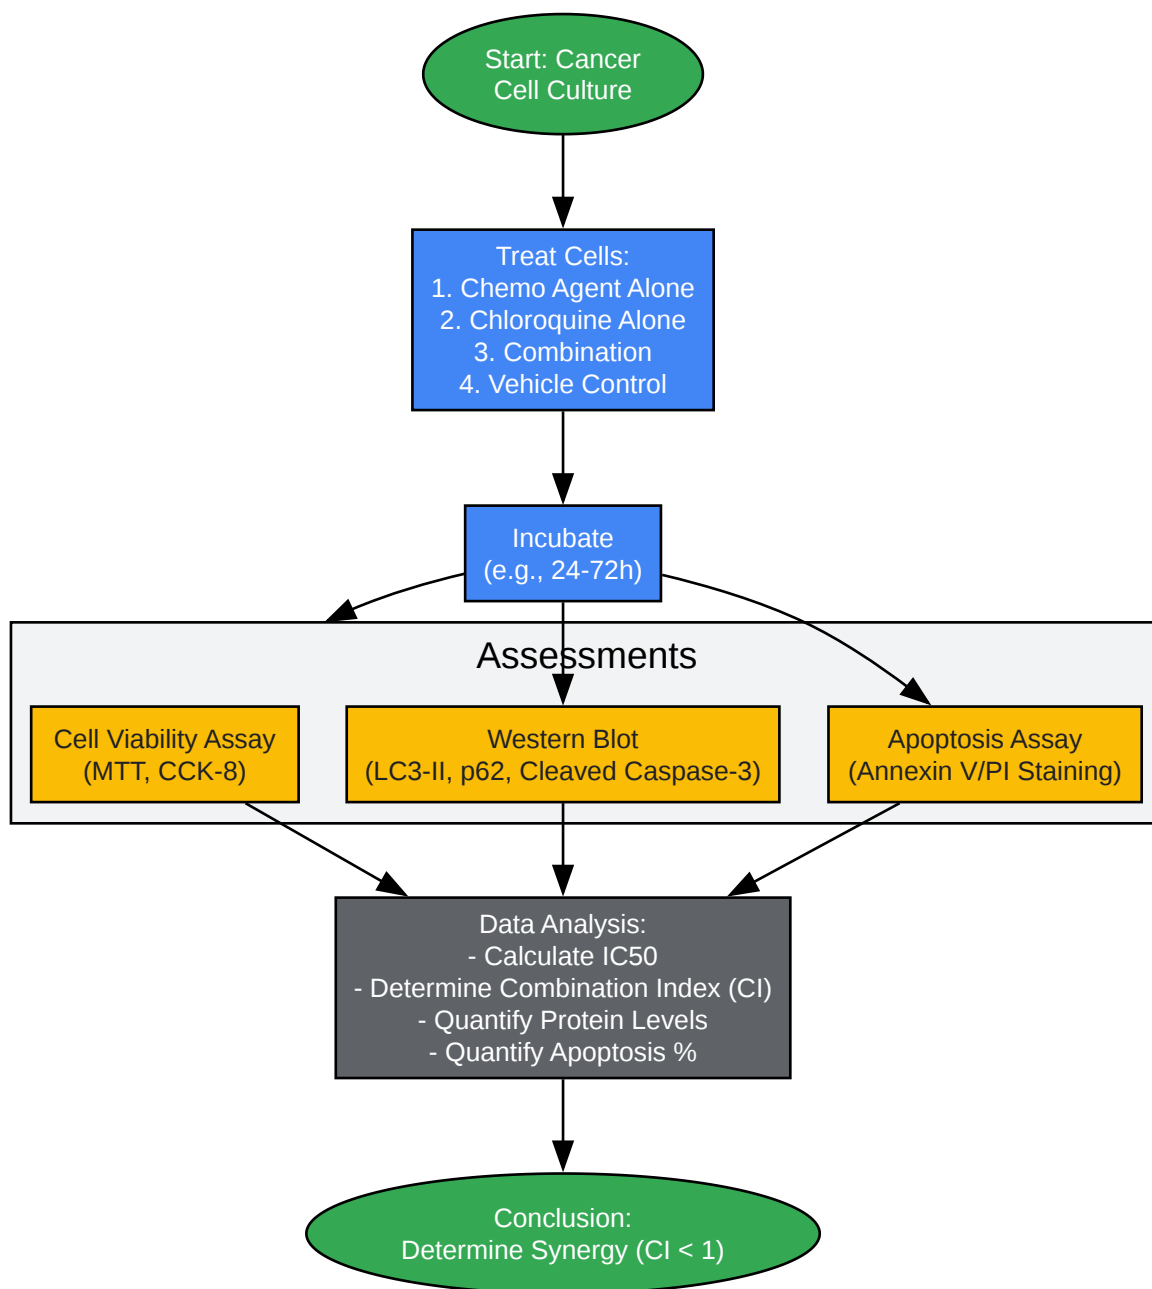 Start: Cancer
Cell Culture
Treat Cells:
1. Chemo Agent Alone
2. Chloroquine Alone
3. Combination
4. Vehicle Control
Incubate
(e.g., 24-72h)
Assessments
Cell Viability Assay
(MTT, CCK-8)
Western Blot
(LC3-II, p62, Cleaved Caspase-3)
Apoptosis Assay
(Annexin V/PI Staining)
Data Analysis:
- Calculate IC50
- Determine Combination Index (CI)
- Quantify Protein Levels
- Quantify Apoptosis %
Conclusion:
Determine Synergy (CI < 1)